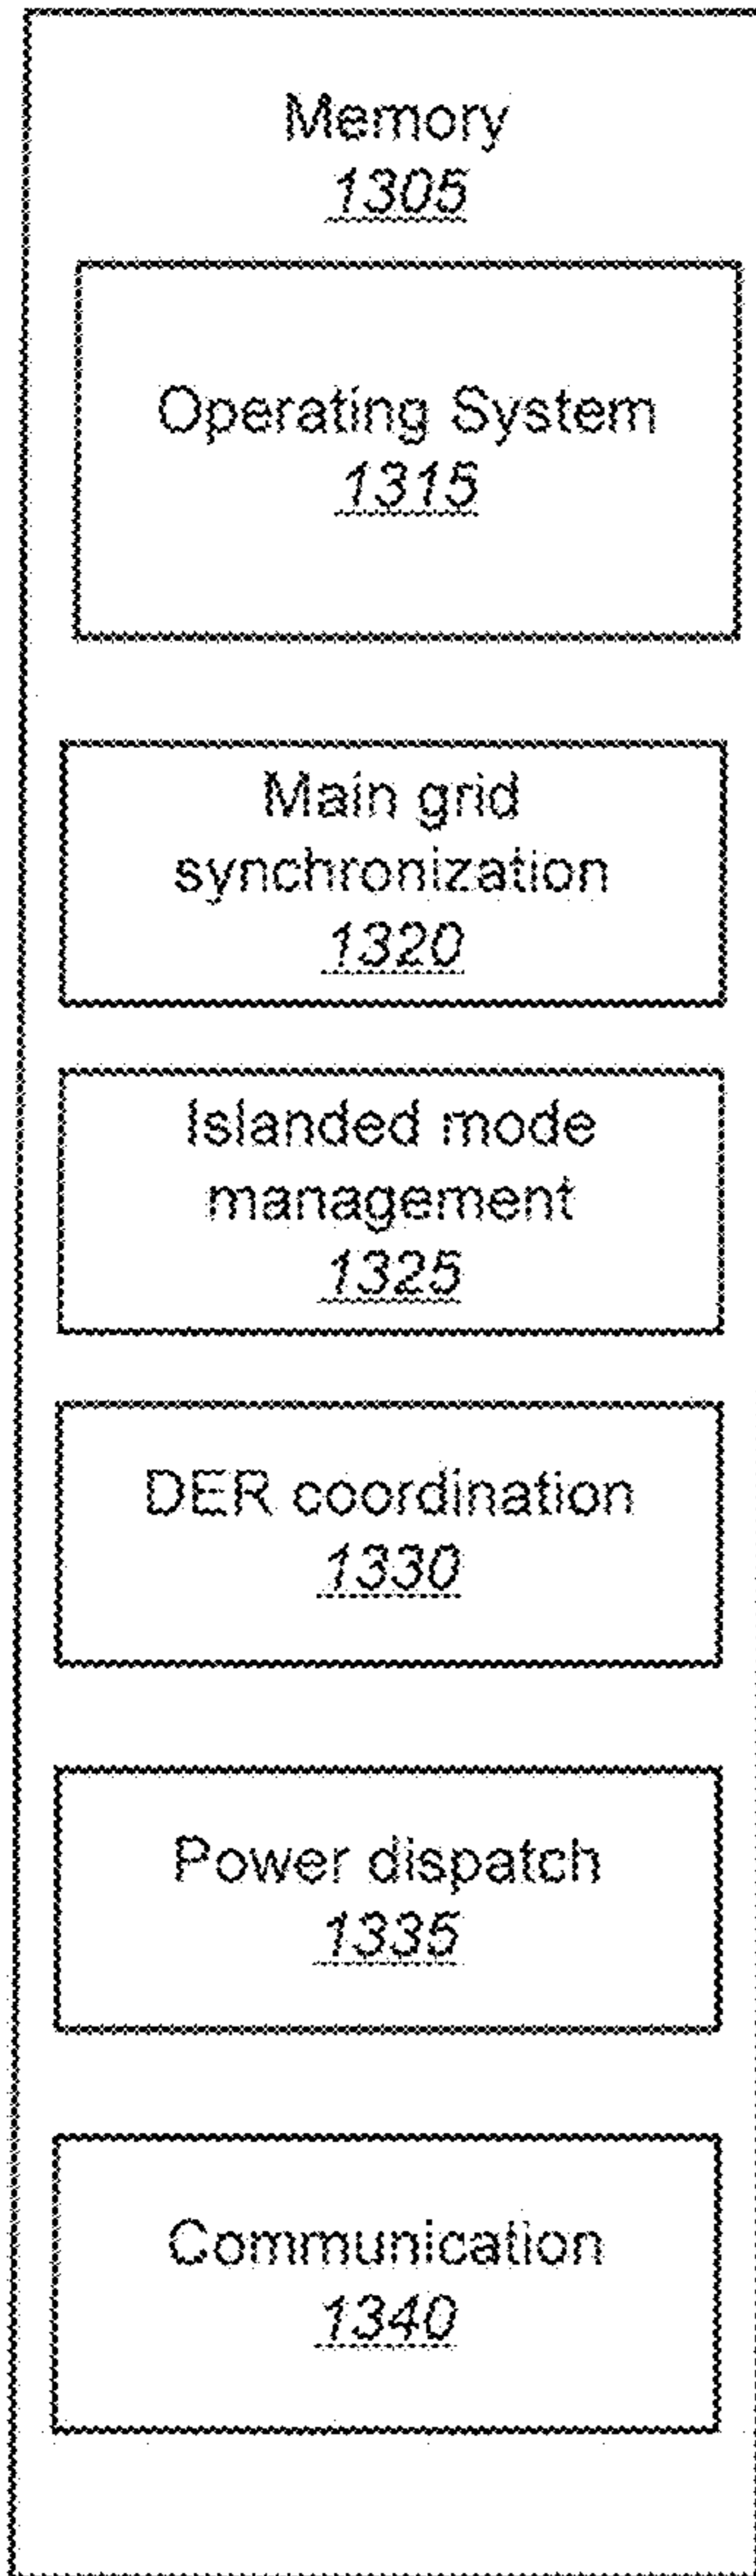 Memory
1305
Operating System
1315
Main grid
synchronization
1320
Islanded mode
management
1325
DER coordination
1330
Power dispatch
1335
Communication
1340